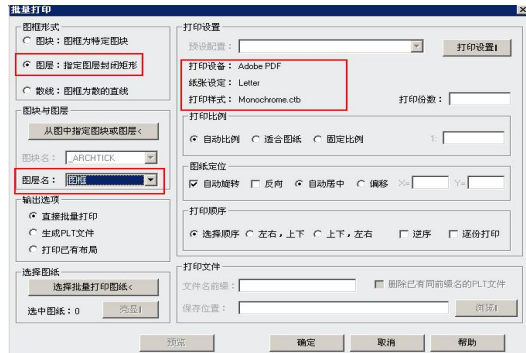 批量打印
图框形式
图块：图框为特定图块
图层：指定图层封闭矩形
散线：图框为散的直线
图块与图层
从图中指定图块或图层<
图块名： _ARCHTICK
图层名： 图框
输出选项
直接批量打印
生成PLT文件
打印已有布局
选择图纸
选择批量打印图纸<
选中图纸：0 亮显|
打印设置
预设配置： 打印设置|
打印设备： Adobe PDF
纸张设定： Letter
打印样式： Monochrome.ctb 打印份数：
打印比例
自动比例 适合图纸 固定比例 1:
图纸定位
自动旋转 反向 自动居中 偏移 X= Y=
打印顺序
选择顺序 左右，上下 上下，左右 逆序 逐份打印
打印文件
文件名前缀： 删除已有同前缀名的PLT文件
保存位置： 浏览|
预览 确定 取消 帮助